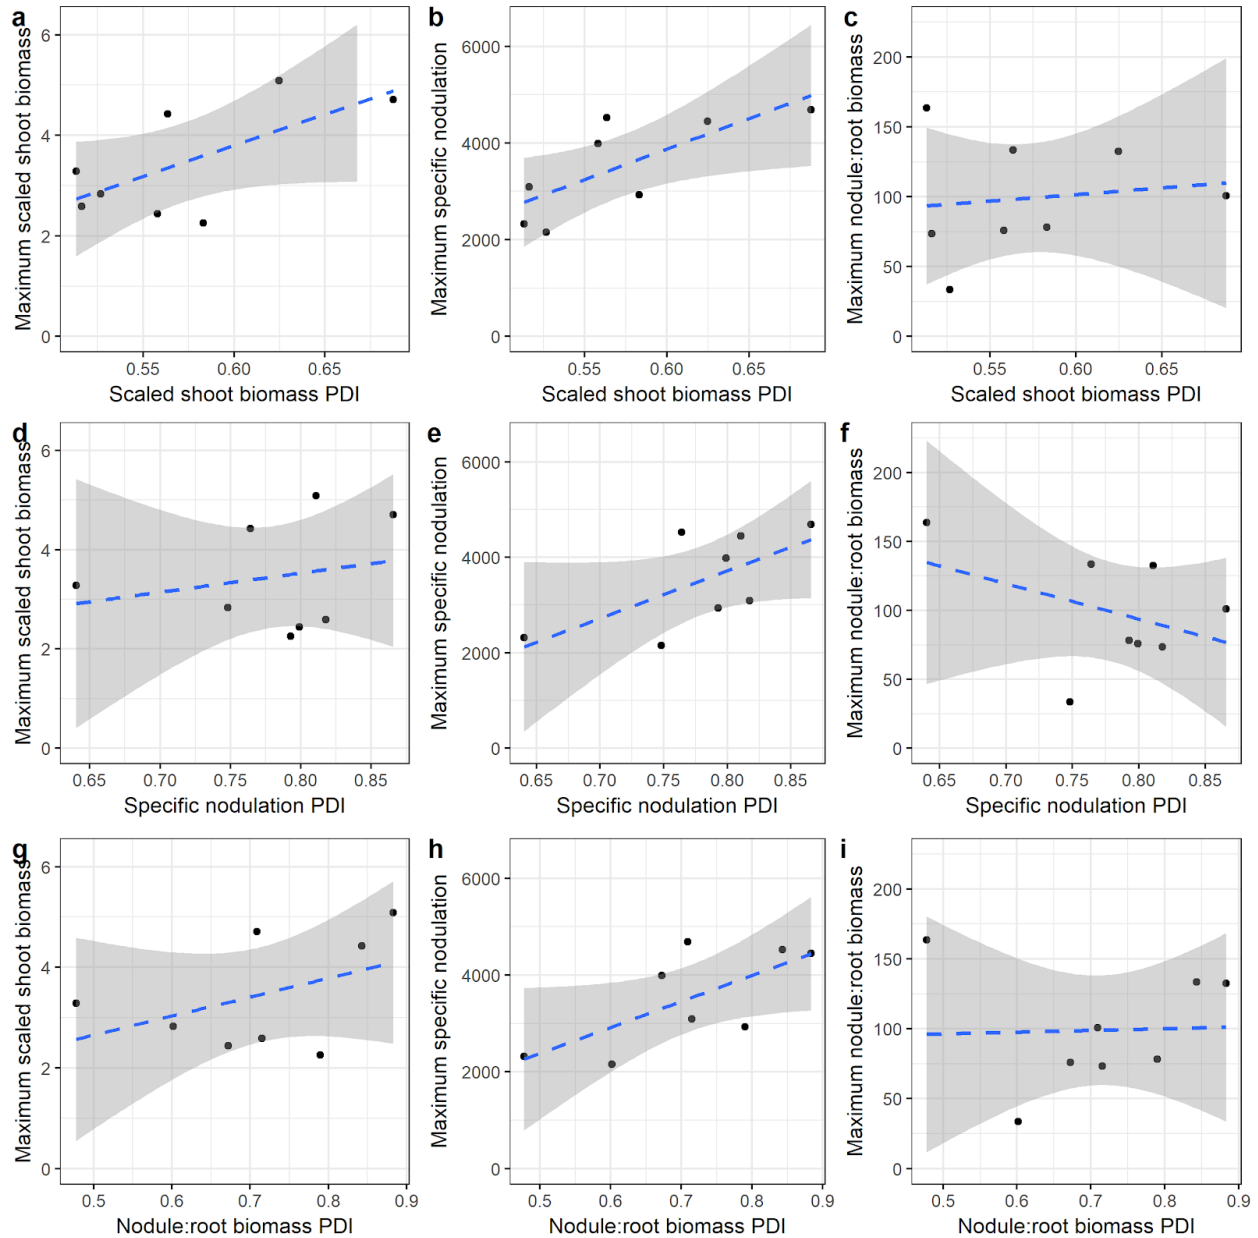 a
Maximum scaled shoot biomass
6
4
2
0
0.55 0.60 0.65
Scaled shoot biomass PDI
b
Maximum specific nodulation
6000
4000
2000
0
0.55 0.60 0.65
Scaled shoot biomass PDI
c
Maximum nodule:root biomass
200
150
100
50
0
0.55 0.60 0.65
Scaled shoot biomass PDI
d
Maximum scaled shoot biomass
6
4
2
0
0.65 0.70 0.75 0.80 0.85
Specific nodulation PDI
e
Maximum specific nodulation
6000
4000
2000
0
0.65 0.70 0.75 0.80 0.85
Specific nodulation PDI
f
Maximum nodule:root biomass
200
150
100
50
0
0.65 0.70 0.75 0.80 0.85
Specific nodulation PDI
g
Maximum scaled shoot biomass
6
4
2
0
0.5 0.6 0.7 0.8 0.9
Nodule:root biomass PDI
h
Maximum specific nodulation
6000
4000
2000
0
0.5 0.6 0.7 0.8 0.9
Nodule:root biomass PDI
i
Maximum nodule:root biomass
200
150
100
50
0
0.5 0.6 0.7 0.8 0.9
Nodule:root biomass PDI